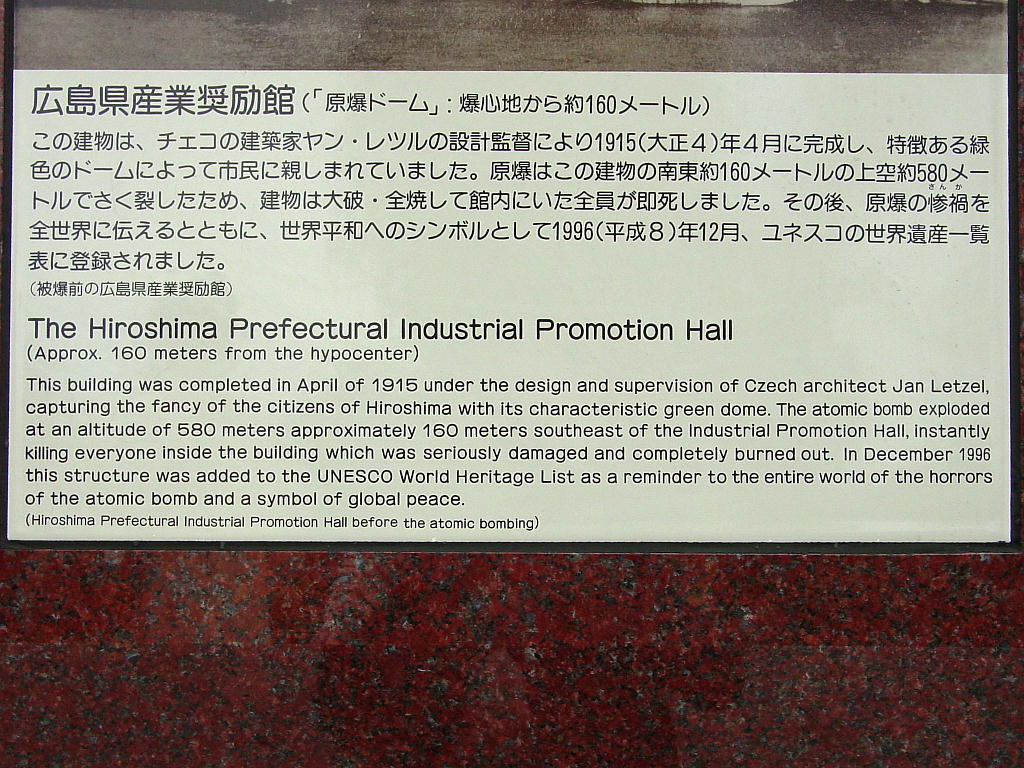 広島県産業奨励館(「原爆ドーム」: 爆心地から約160メートル)
この建物は、チェコの建築家ヤン・レツルの設計監督により1915(大正4)年4月に完成し、特徴ある緑
色のドームによって市民に親しまれていました。原爆はこの建物の南東約160メートルの上空約580メー
さんか
トルでさく裂したため、建物は大破・全焼して館内にいた全員が即死しました。その後、原爆の惨禍を
全世界に伝えるとともに、世界平和へのシンボルとして1996(平成8)年12月、ユネスコの世界遺産一覧
表に登録されました。
(被爆前の広島県産業奨励館)
The Hiroshima Prefectural Industrial Promotion Hall
(Approx. 160 meters from the hypocenter)
This building was completed in April of 1915 under the design and supervision of Czech architect Jan Letzel,
capturing the fancy of the citizens of Hiroshima with its characteristic green dome. The atomic bomb exploded
at an altitude of 580 meters approximately 160 meters southeast of the Industrial Promotion Hall, instantly
killing everyone inside the building which was seriously damaged and completely burned out. In December 1996
this structure was added to the UNESCO World Heritage List as a reminder to the entire world of the horrors
of the atomic bomb and a symbol of global peace.
(Hiroshima Prefectural Industrial Promotion Hall before the atomic bombing)